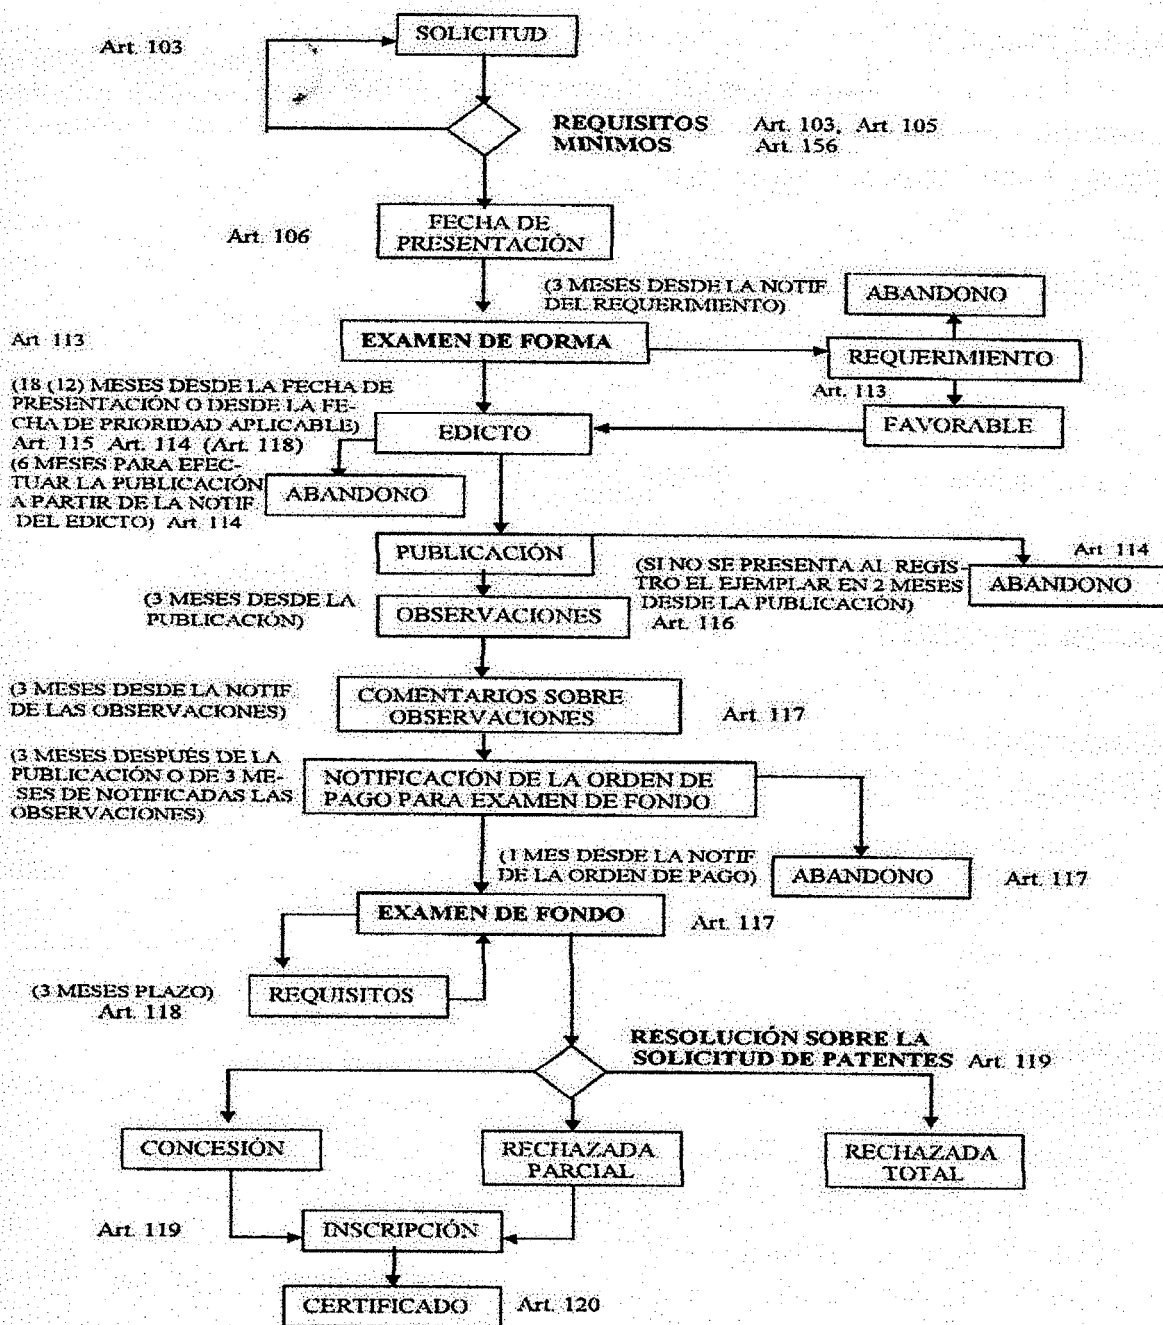 SOLICITUD
Art. 103
REQUISITOS
MINIMOS
Art. 103, Art. 105
Art. 156
FECHA DE
PRESENTACIÓN
Art. 106
(3 MESES DESDE LA NOTIF
DEL REQUERIMIENTO)
ABANDONO
EXAMEN DE FORMA
Art 113
REQUERIMIENTO
Art. 113
FAVORABLE
(18 (12) MESES DESDE LA FECHA DE
PRESENTACIÓN O DESDE LA FE-
CHA DE PRIORIDAD APLICABLE)
Art. 115 Art. 114 (Art. 118)
EDICTO
(6 MESES PARA EFEC-
TUAR LA PUBLICACIÓN
A PARTIR DE LA NOTIF.
DEL EDICTO) Art. 114
ABANDONO
PUBLICACIÓN
(SI NO SE PRESENTA AL REGIS-
TRO EL EJEMPLAR EN 2 MESES
DESDE LA PUBLICACIÓN)
Art. 116
Art. 114
ABANDONO
(3 MESES DESDE LA
PUBLICACIÓN)
OBSERVACIONES
(3 MESES DESDE LA NOTIF
DE LAS OBSERVACIONES)
COMENTARIOS SOBRE
OBSERVACIONES
Art. 117
(3 MESES DESPUÉS DE LA
PUBLICACIÓN O DE 3 ME-
SES DE NOTIFICADAS LAS
OBSERVACIONES)
NOTIFICACIÓN DE LA ORDEN DE
PAGO PARA EXAMEN DE FONDO
(1 MES DESDE LA NOTIF
DE LA ORDEN DE PAGO)
ABANDONO
Art. 117
EXAMEN DE FONDO
Art. 117
(3 MESES PLAZO)
Art. 118
REQUISITOS
RESOLUCIÓN SOBRE LA
SOLICITUD DE PATENTES Art. 119
CONCESIÓN
RECHAZADA
PARCIAL
RECHAZADA
TOTAL
Art. 119
INSCRIPCIÓN
CERTIFICADO
Art. 120